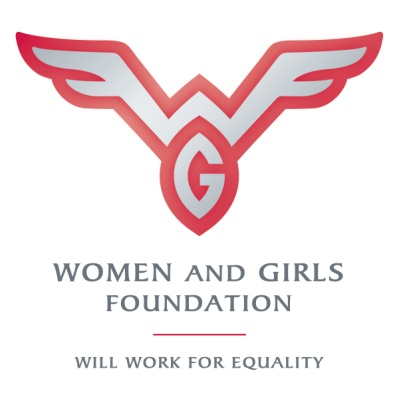 W
G
WOMEN AND GIRLS
FOUNDATION
WILL WORK FOR EQUALITY